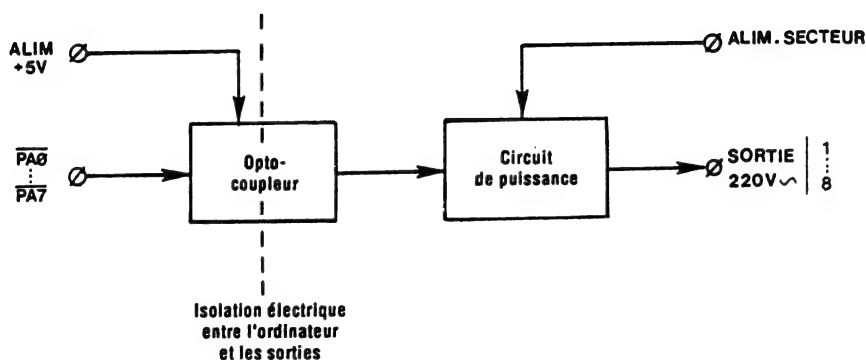 ALIM
+5V
ALIM. SECTEUR
PAØ
⋮
PA7
Opto-
coupleur
Circuit
de puissance
SORTIE
220V∿
1
⋮
8
Isolation électrique
entre l'ordinateur
et les sorties